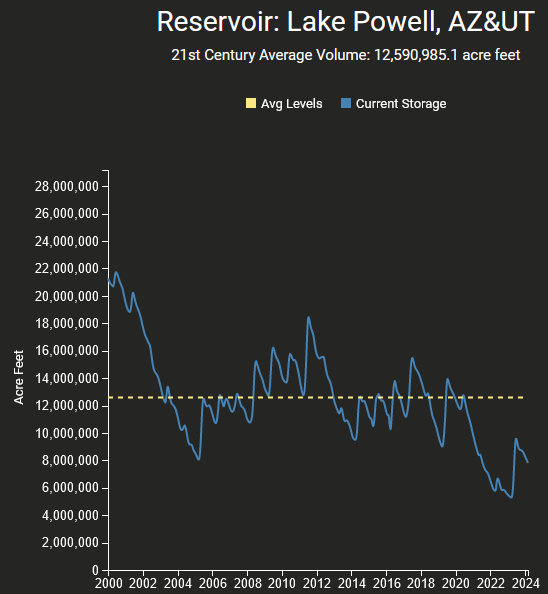 Reservoir: Lake Powell, AZ&UT
21st Century Average Volume: 12,590,985.1 acre feet
Avg Levels
Current Storage
28,000,000
26,000,000
24,000,000
22,000,000
20,000,000
18,000,000
16,000,000
14,000,000
12,000,000
10,000,000
8,000,000
6,000,000
4,000,000
2,000,000
0
Acre Feet
2000 2002 2004 2006 2008 2010 2012 2014 2016 2018 2020 2022 2024